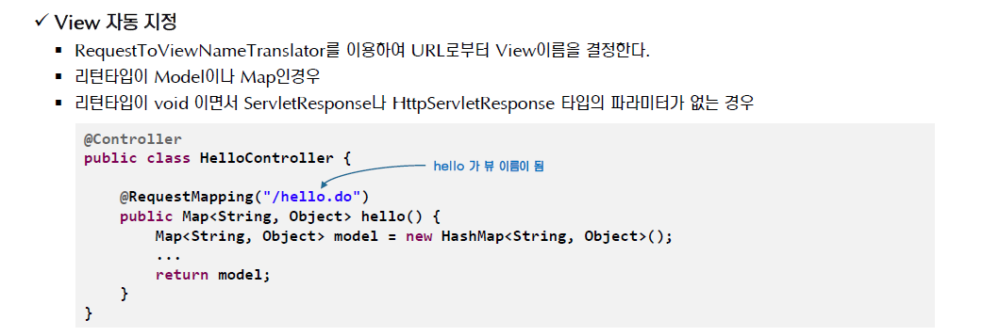 ✓ View 자동 지정
▪ RequestToViewNameTranslator를 이용하여 URL로부터 View이름을 결정한다.
▪ 리턴타입이 Model이나 Map인경우
▪ 리턴타입이 void 이면서 ServletResponse나 HttpServletResponse 타입의 파라미터가 없는 경우
@Controller
public class HelloController {
hello 가 뷰 이름이 됨
@RequestMapping("/hello.do")
public Map<String, Object> hello() {
Map<String, Object> model = new HashMap<String, Object>();
...
return model;
}
}